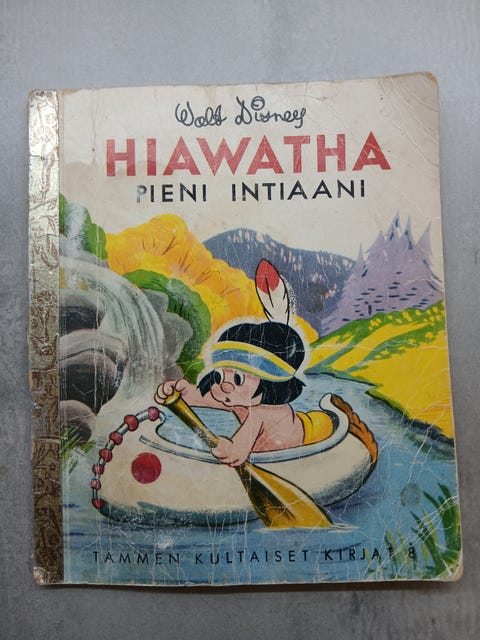 Walt Disney
HIAWATHA
PIENI INTIAANI
TAMMEN KULTAISET KIRJAT 8